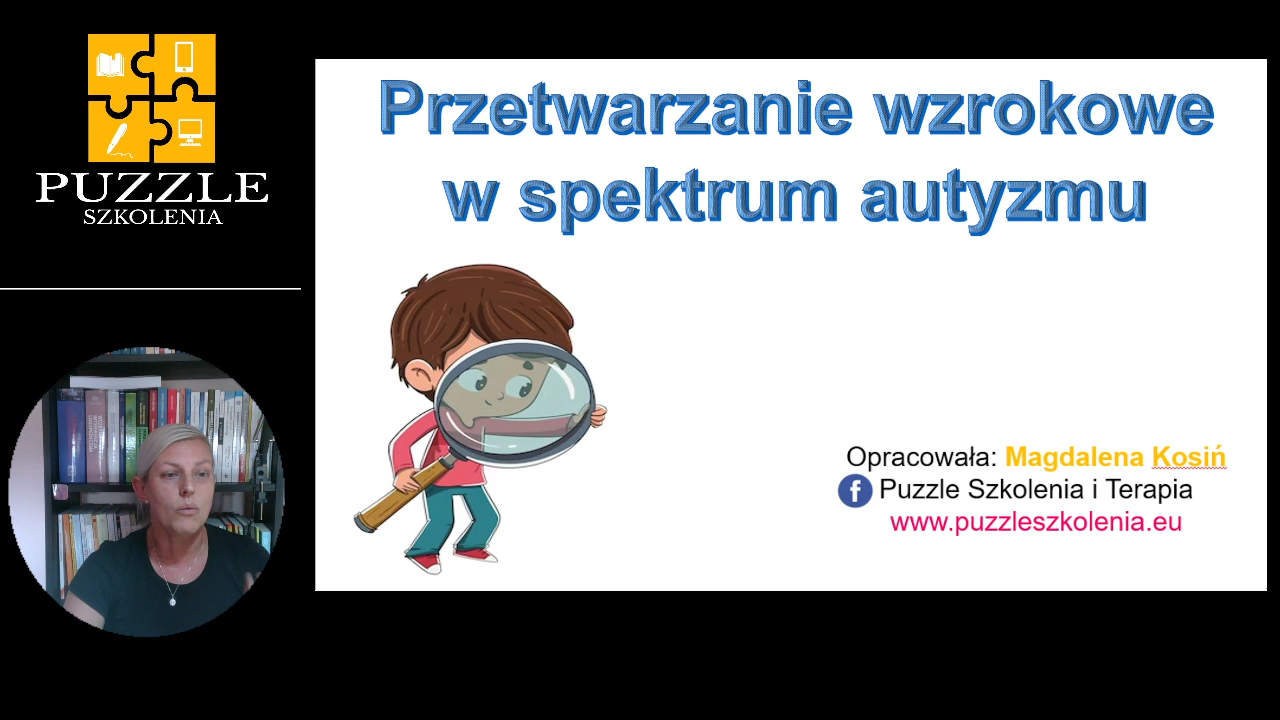 PUZZLE
SZKOLENIA
Przetwarzanie wzrokowe
w spektrum autyzmu
Opracowała: Magdalena Kosiń
Puzzle Szkolenia i Terapia
www.puzzleszkolenia.eu